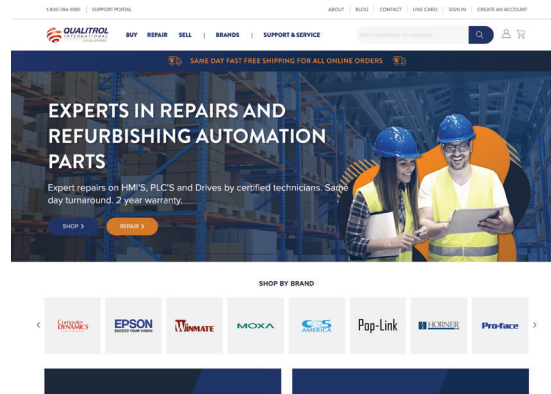 1-800-784-9385 | SUPPORT PORTAL
ABOUT | BLOG | CONTACT | LINE CARD | SIGN IN | CREATE AN ACCOUNT
QUALITROL
INTERNATIONAL
BUY REPAIR SELL | BRANDS | SUPPORT & SERVICE
SAME DAY FAST FREE SHIPPING FOR ALL ONLINE ORDERS
EXPERTS IN REPAIRS AND
REFURBISHING AUTOMATION
PARTS
Expert repairs on HMI'S, PLC'S and Drives by certified technicians. Same
day turnaround. 2 year warranty.
SHOP >
REPAIR >
SHOP BY BRAND
Computer
DYNAMICS
EPSON
EXCEED YOUR VISION
WINMATE
MOXA
AMERICA
Pop-Link
HORNER
Pro-face